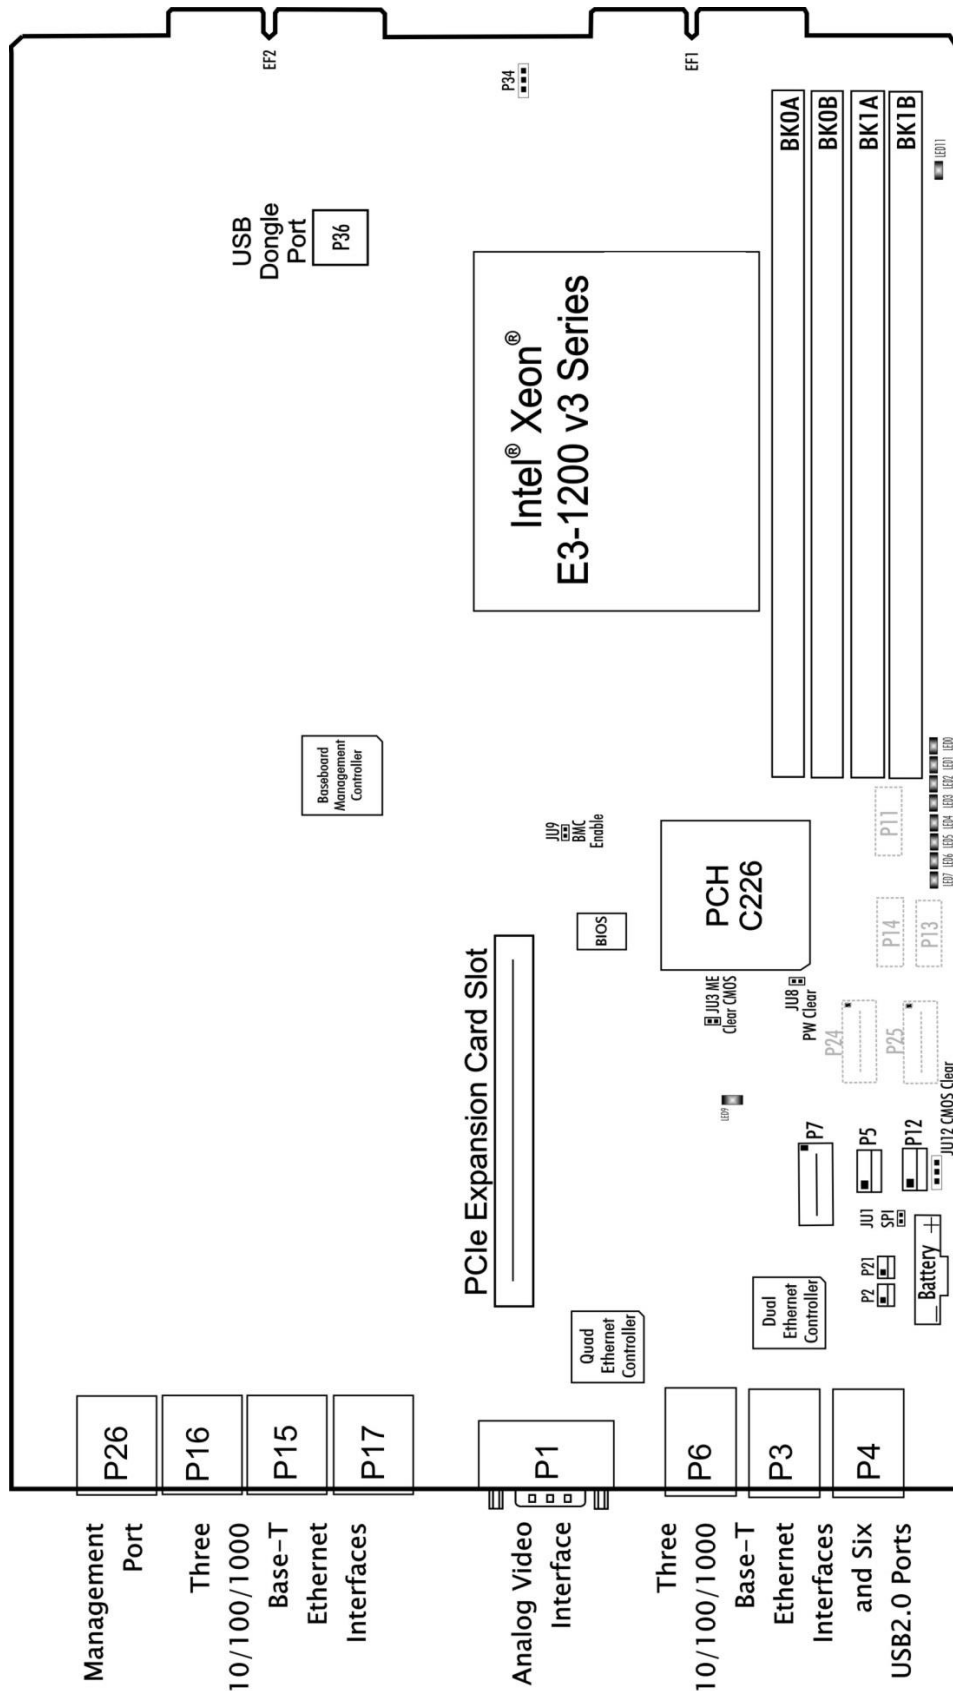 EF2
EF1
P34
BK0A
BK0B
BK1A
BK1B
LED11
USB
Dongle
Port
P36
Intel® Xeon®
E3-1200 v3 Series
Baseboard
Management
Controller
LED0
LED1
LED2
LED3
LED4
LED5
LED6
LED7
P11
JU9
BMC
Enable
PCH
C226
BIOS
P14
P13
PCIe Expansion Card Slot
JU3 ME
Clear CMOS
JU8
PW Clear
P24
P25
LED9
P7
P5
P12
JU12 CMOS Clear
JU1
SPI
P2
P21
— Battery +
Quad
Ethernet
Controller
Dual
Ethernet
Controller
P26
P16
P15
P17
P1
P6
P3
P4
Management
Port
Three
10/100/1000
Base-T
Ethernet
Interfaces
Analog Video
Interface
Three
10/100/1000
Base-T
Ethernet
Interfaces
and Six
USB2.0 Ports